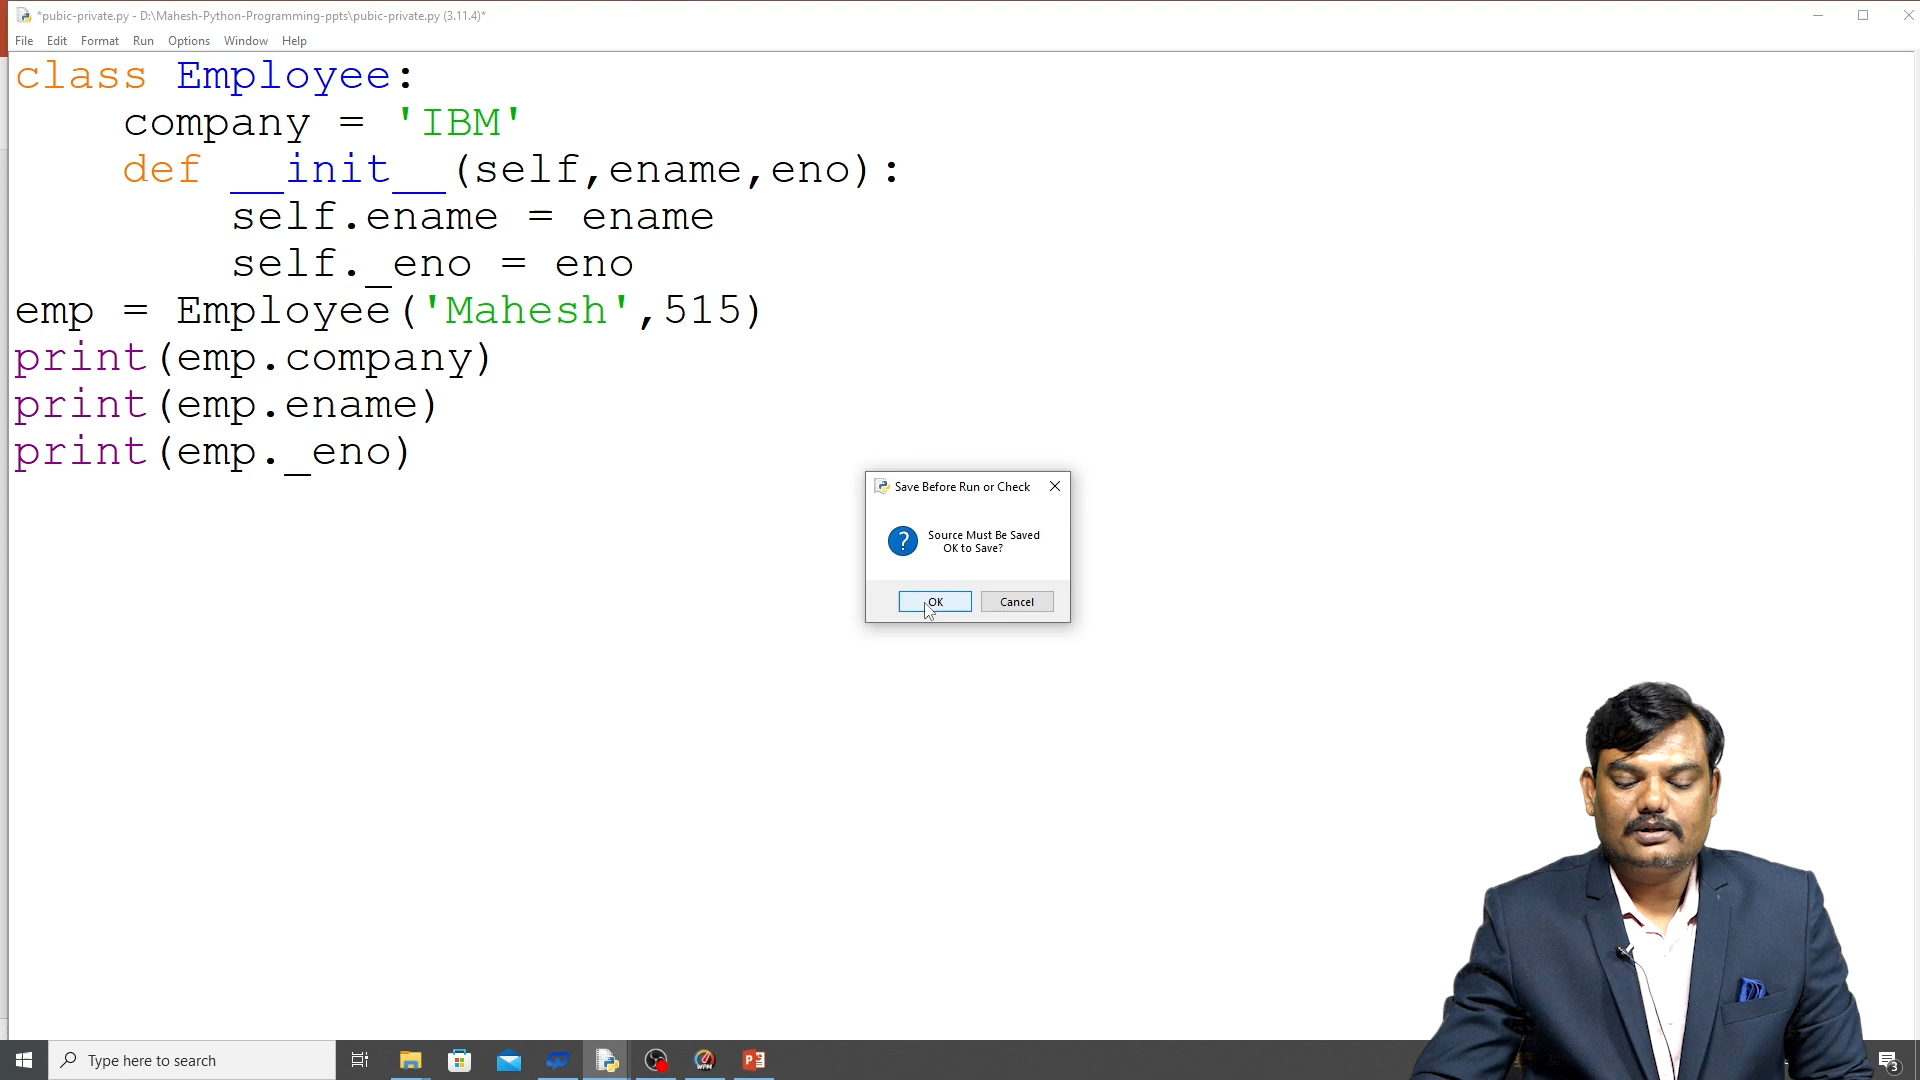 *pubic-private.py - D:\Mahesh-Python-Programming-ppts\pubic-private.py (3.11.4)*
File Edit Format Run Options Window Help
class Employee:
    company = 'IBM'
    def __init__(self,ename,eno):
        self.ename = ename
        self._eno = eno
emp = Employee('Mahesh',515)
print(emp.company)
print(emp.ename)
print(emp._eno)
Save Before Run or Check
Source Must Be Saved
OK to Save?
OK Cancel
Type here to search
WPM
3